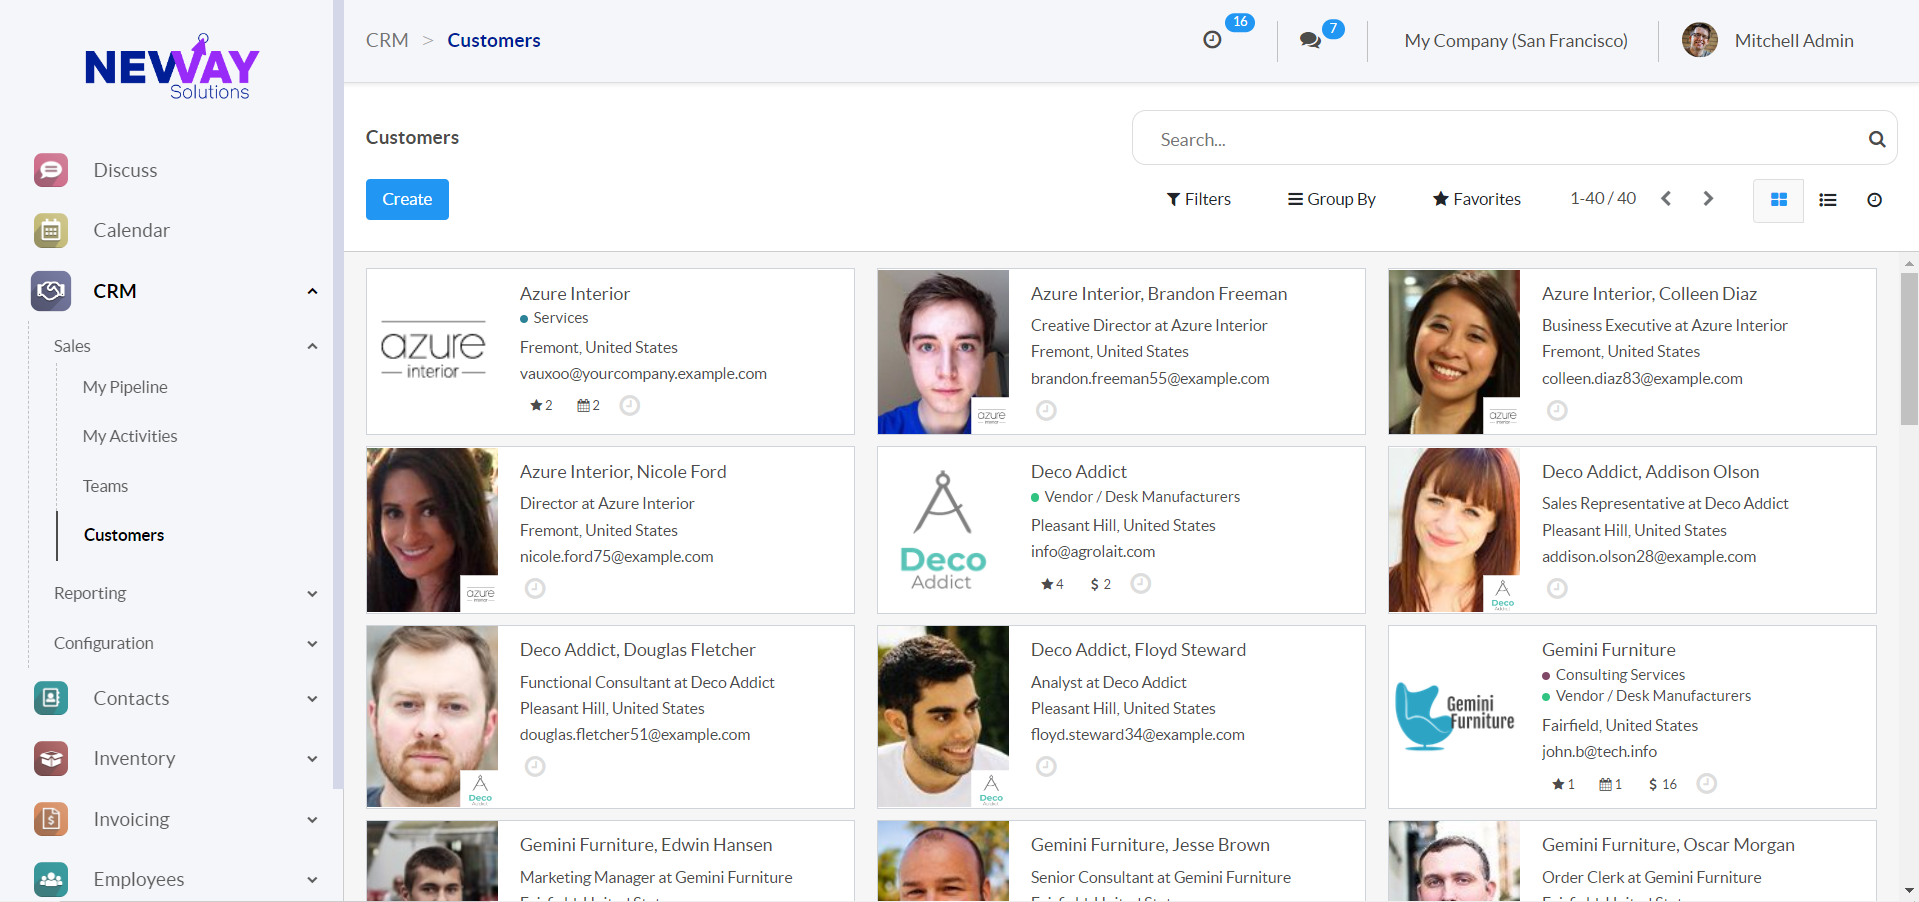 NEWWAY
Solutions
Discuss
Calendar
CRM
Sales
My Pipeline
My Activities
Teams
Customers
Reporting
Configuration
Contacts
Inventory
Invoicing
Employees
CRM > Customers
16
7
My Company (San Francisco)
Mitchell Admin
Customers
Search...
Create
Filters
Group By
Favorites
1-40 / 40
azure
interior
Azure Interior
Services
Fremont, United States
vauxoo@yourcompany.example.com
2 2
azure
interior
Azure Interior, Brandon Freeman
Creative Director at Azure Interior
Fremont, United States
brandon.freeman55@example.com
azure
interior
Azure Interior, Colleen Diaz
Business Executive at Azure Interior
Fremont, United States
colleen.diaz83@example.com
azure
interior
Azure Interior, Nicole Ford
Director at Azure Interior
Fremont, United States
nicole.ford75@example.com
Deco
Addict
Deco Addict
Vendor / Desk Manufacturers
Pleasant Hill, United States
info@agrolait.com
4 $ 2
Deco
Addict
Deco Addict, Addison Olson
Sales Representative at Deco Addict
Pleasant Hill, United States
addison.olson28@example.com
Deco
Addict
Deco Addict, Douglas Fletcher
Functional Consultant at Deco Addict
Pleasant Hill, United States
douglas.fletcher51@example.com
Deco
Addict
Deco Addict, Floyd Steward
Analyst at Deco Addict
Pleasant Hill, United States
floyd.steward34@example.com
Gemini
Furniture
Gemini Furniture
Consulting Services
Vendor / Desk Manufacturers
Fairfield, United States
john.b@tech.info
1 1 $ 16
Gemini Furniture, Edwin Hansen
Marketing Manager at Gemini Furniture
Gemini Furniture, Jesse Brown
Senior Consultant at Gemini Furniture
Gemini Furniture, Oscar Morgan
Order Clerk at Gemini Furniture